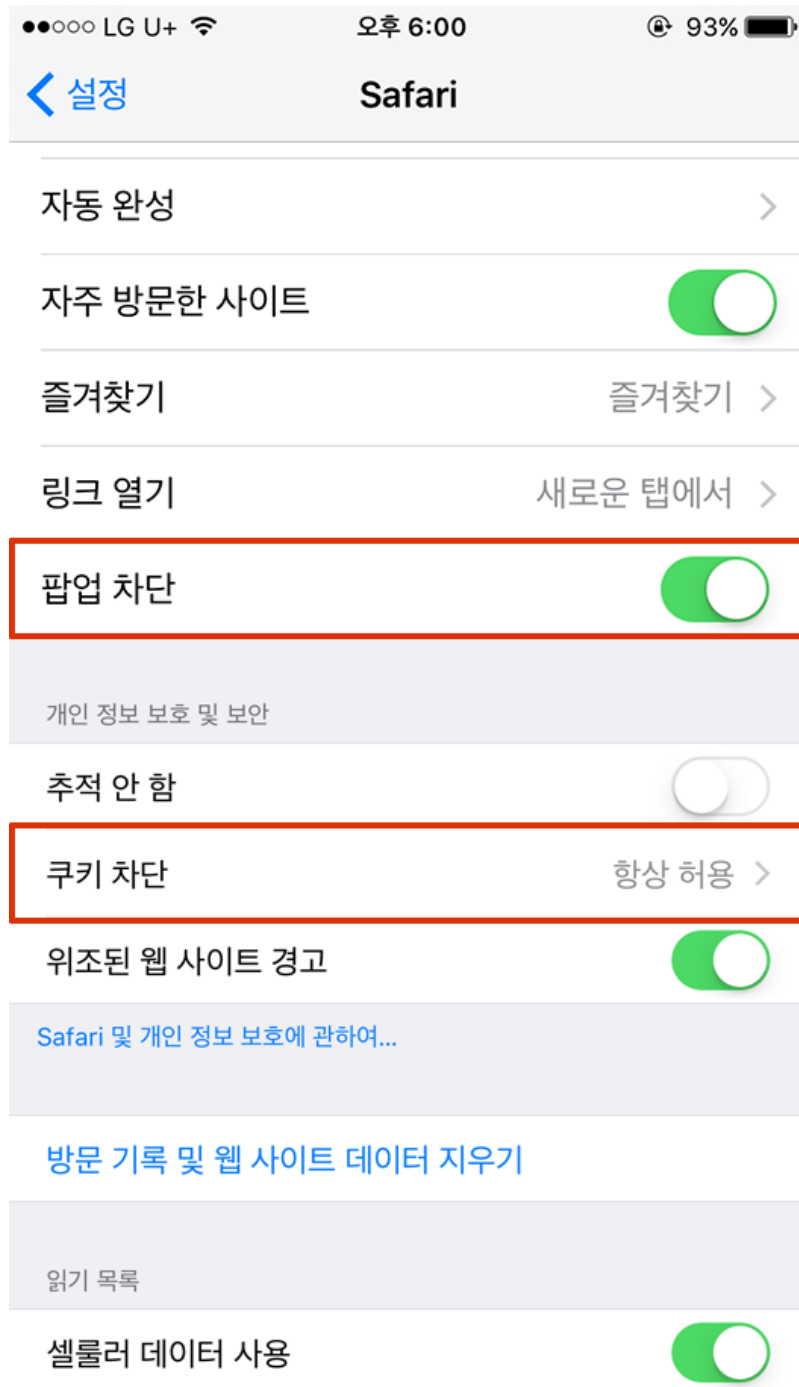 LG U+ 오후 6:00 93%
설정 Safari
자동 완성
자주 방문한 사이트
즐겨찾기 즐겨찾기
링크 열기 새로운 탭에서
팝업 차단
개인 정보 보호 및 보안
추적 안 함
쿠키 차단 항상 허용
위조된 웹 사이트 경고
Safari 및 개인 정보 보호에 관하여...
방문 기록 및 웹 사이트 데이터 지우기
읽기 목록
셀룰러 데이터 사용